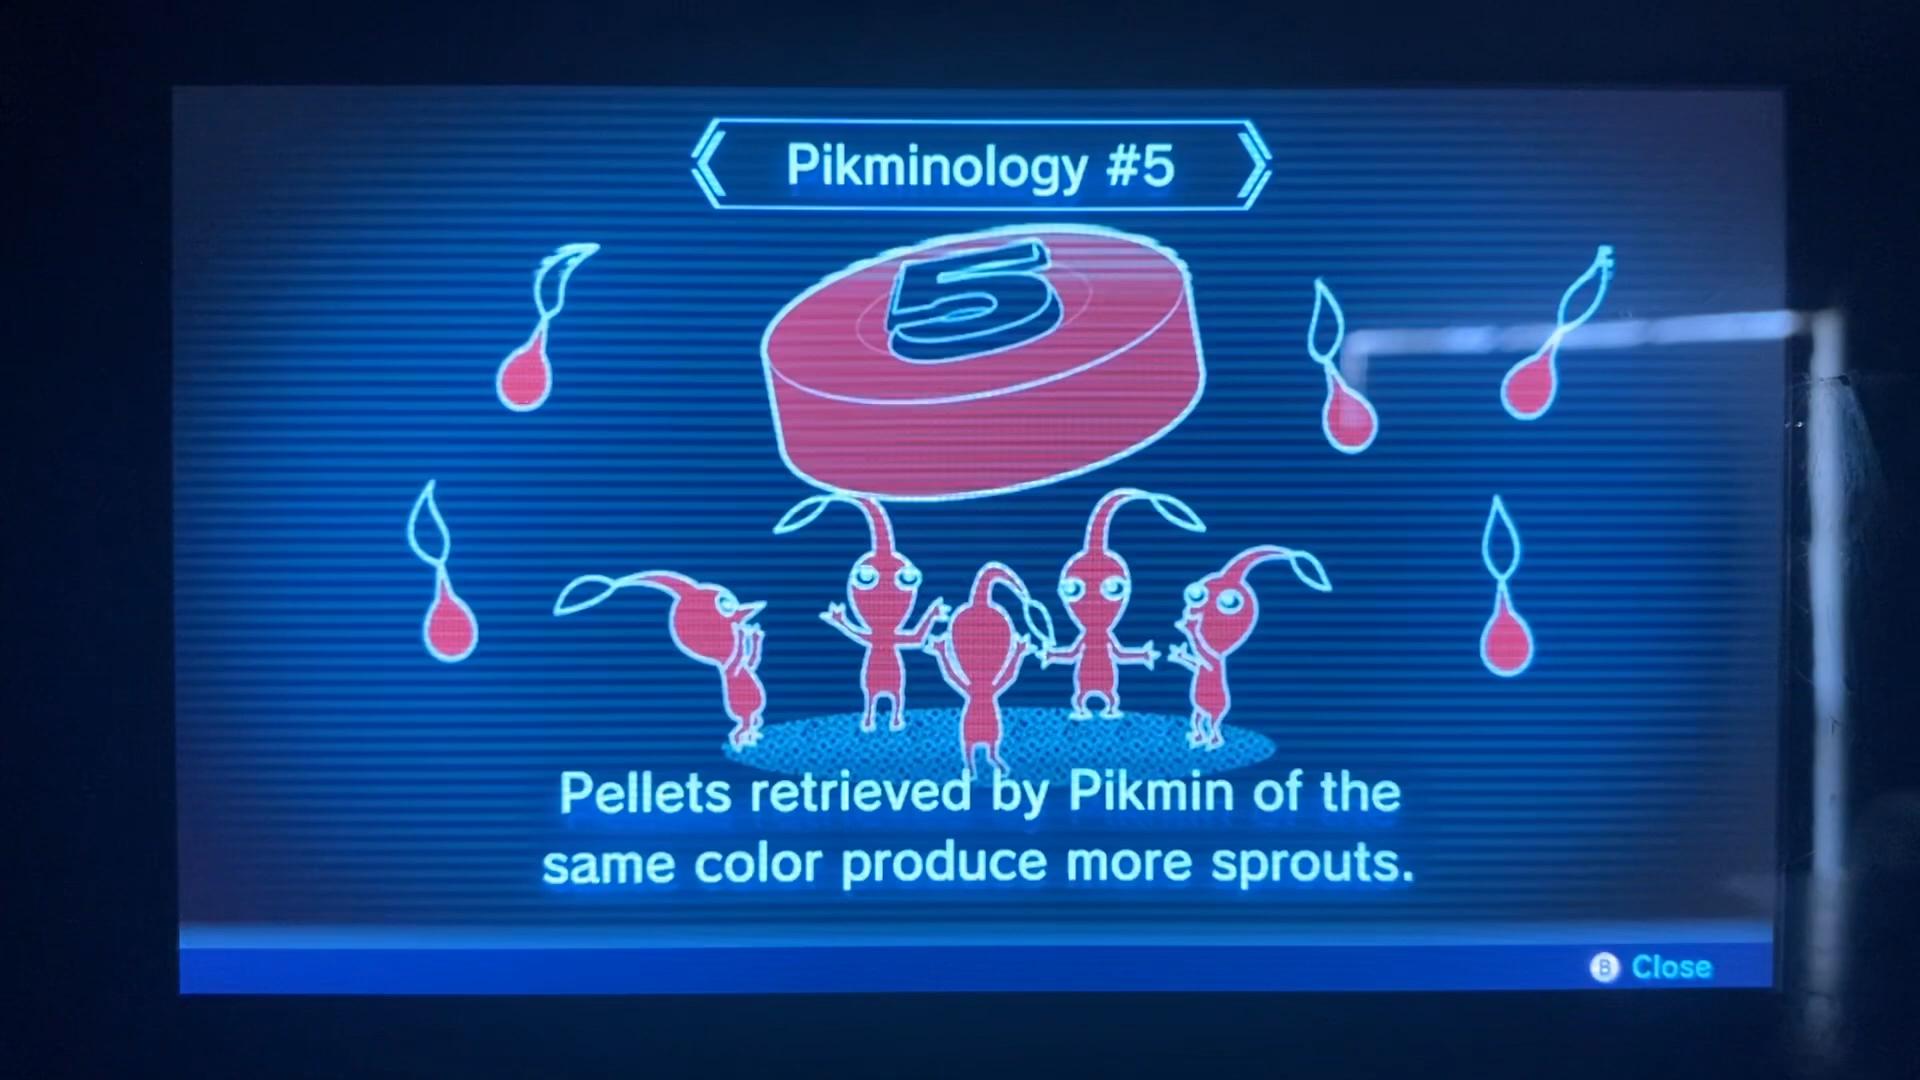 Pikminology #5
5
Pellets retrieved by Pikmin of the
same color produce more sprouts.
B Close